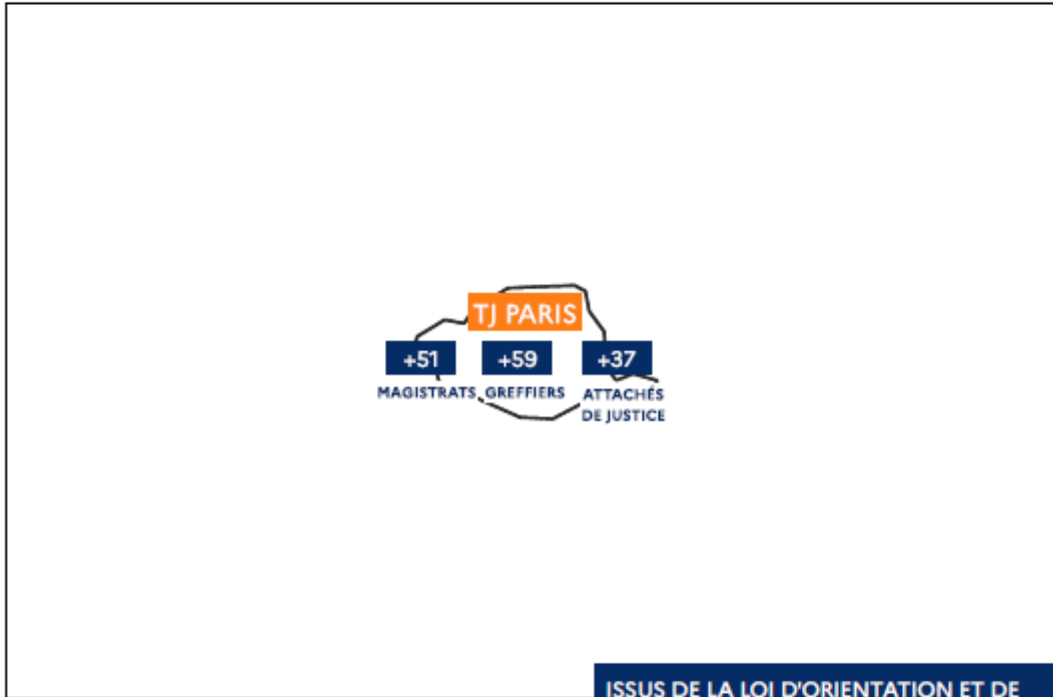 TJ PARIS
+51 +59 +37
MAGISTRATS GREFFIERS ATTACHÉS
DE JUSTICE
ISSUS DE LA LOI D'ORIENTATION ET DE